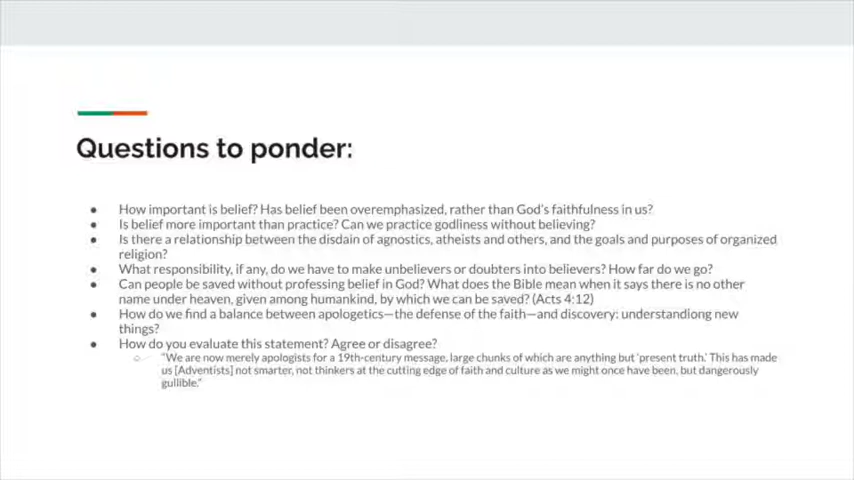 Questions to ponder:
● How important is belief? Has belief been overemphasized, rather than God's faithfulness in us?
● Is belief more important than practice? Can we practice godliness without believing?
● Is there a relationship between the disdain of agnostics, atheists and others, and the goals and purposes of organized
religion?
● What responsibility, if any, do we have to make unbelievers or doubters into believers? How far do we go?
● Can people be saved without professing belief in God? What does the Bible mean when it says there is no other
name under heaven, given among humankind, by which we can be saved? (Acts 4:12)
● How do we find a balance between apologetics—the defense of the faith—and discovery: understandiong new
things?
● How do you evaluate this statement? Agree or disagree?
○ "We are now merely apologists for a 19th-century message, large chunks of which are anything but 'present truth.' This has made
us [Adventists] not smarter, not thinkers at the cutting edge of faith and culture as we might once have been, but dangerously
gullible."